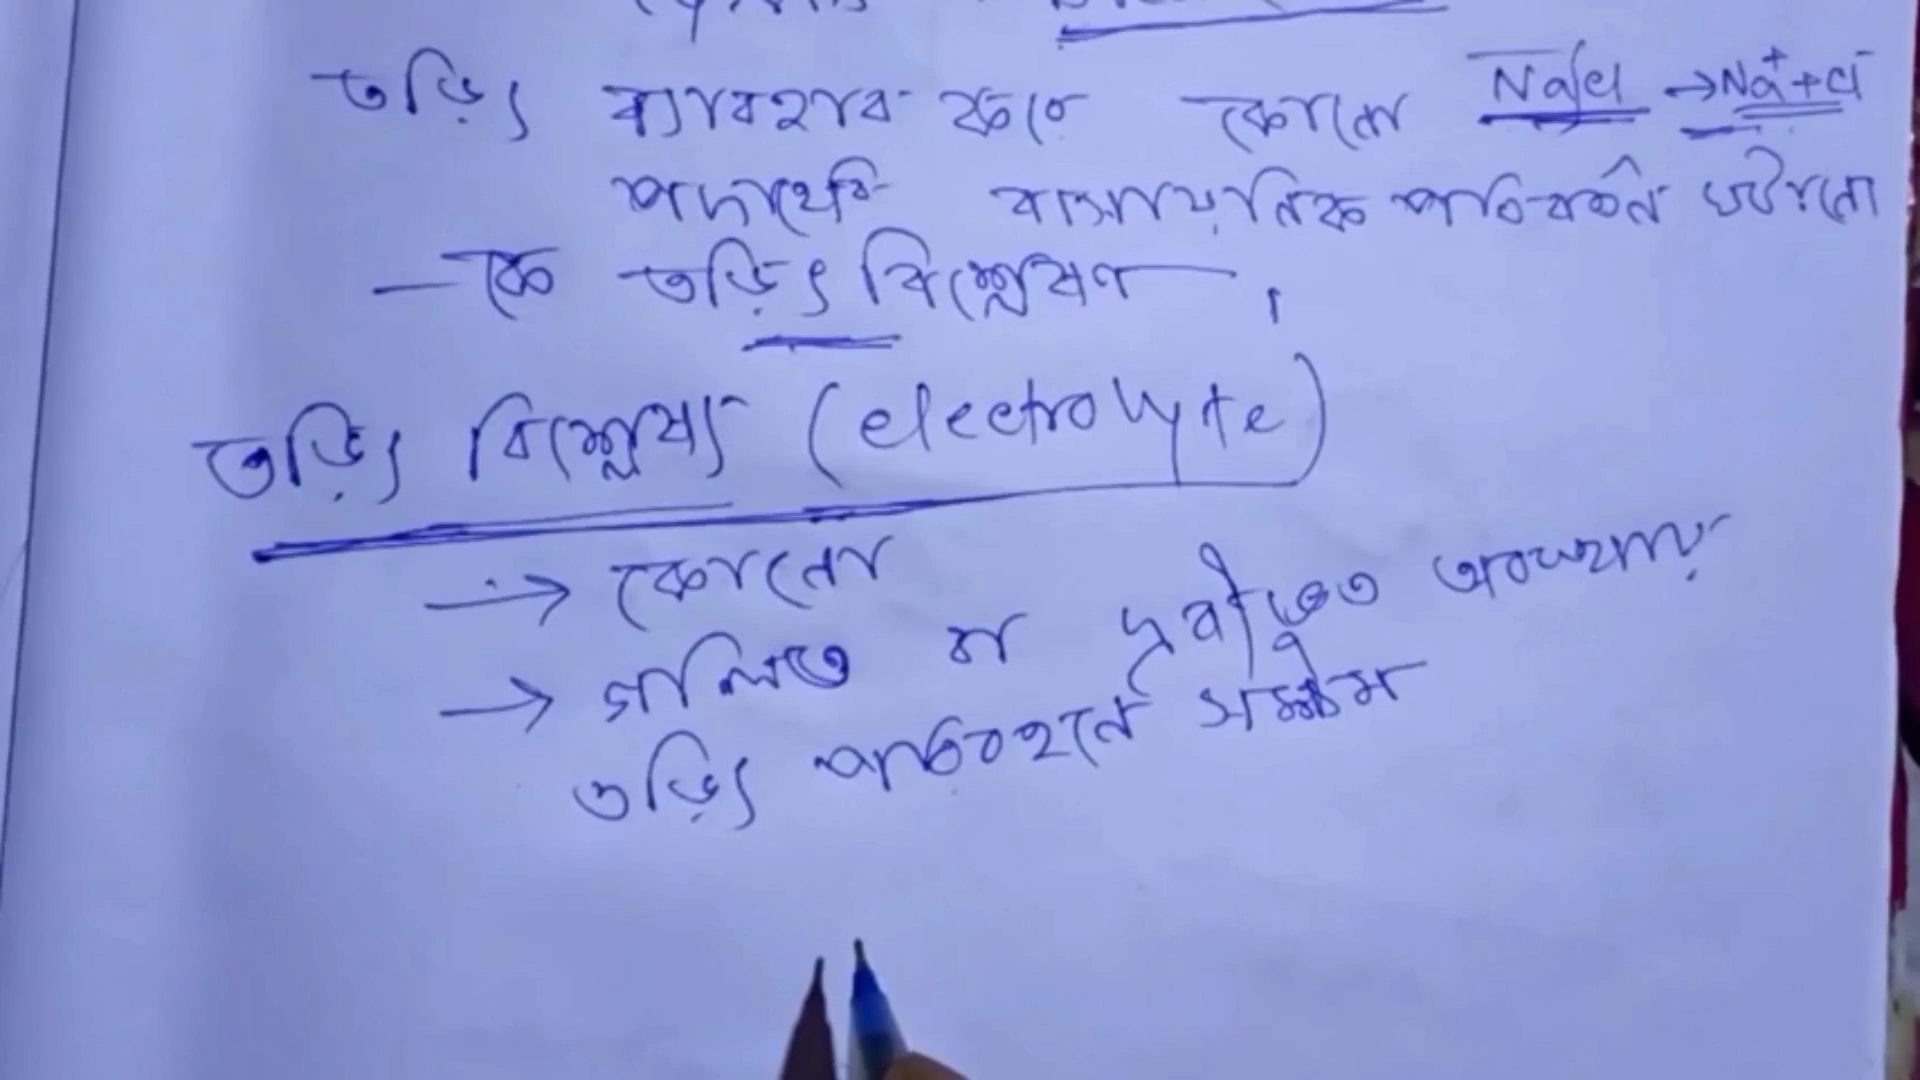 তড়িৎ ব্যাবহার করে কোনো NaCl → Na⁺ + Cl⁻
পদার্থের রাসায়নিক পরিবর্তন ঘটানো
– কে তড়িৎ বিশ্লেষণ ।
তড়িৎ বিশ্লেষ্য (electrolyte)
→ কোনো
→ গলিত বা দ্রবীভূত অবস্থায়
তড়িৎ পরিবহনে সক্ষম